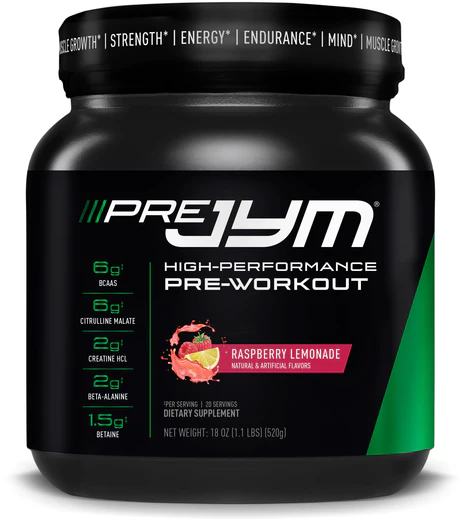 MUSCLE GROWTH* | STRENGTH* | ENERGY* | ENDURANCE* | MIND* | MUSCLE GROWTH
///PRE JYM®
HIGH-PERFORMANCE
PRE-WORKOUT
6g‡
BCAAS
6g‡
CITRULLINE MALATE
2g‡
CREATINE HCL
2g‡
BETA-ALANINE
1.5g‡
BETAINE
RASPBERRY LEMONADE
NATURAL & ARTIFICIAL FLAVORS
‡PER SERVING | 20 SERVINGS
DIETARY SUPPLEMENT
NET WEIGHT: 18 OZ (1.1 LBS) (520g)